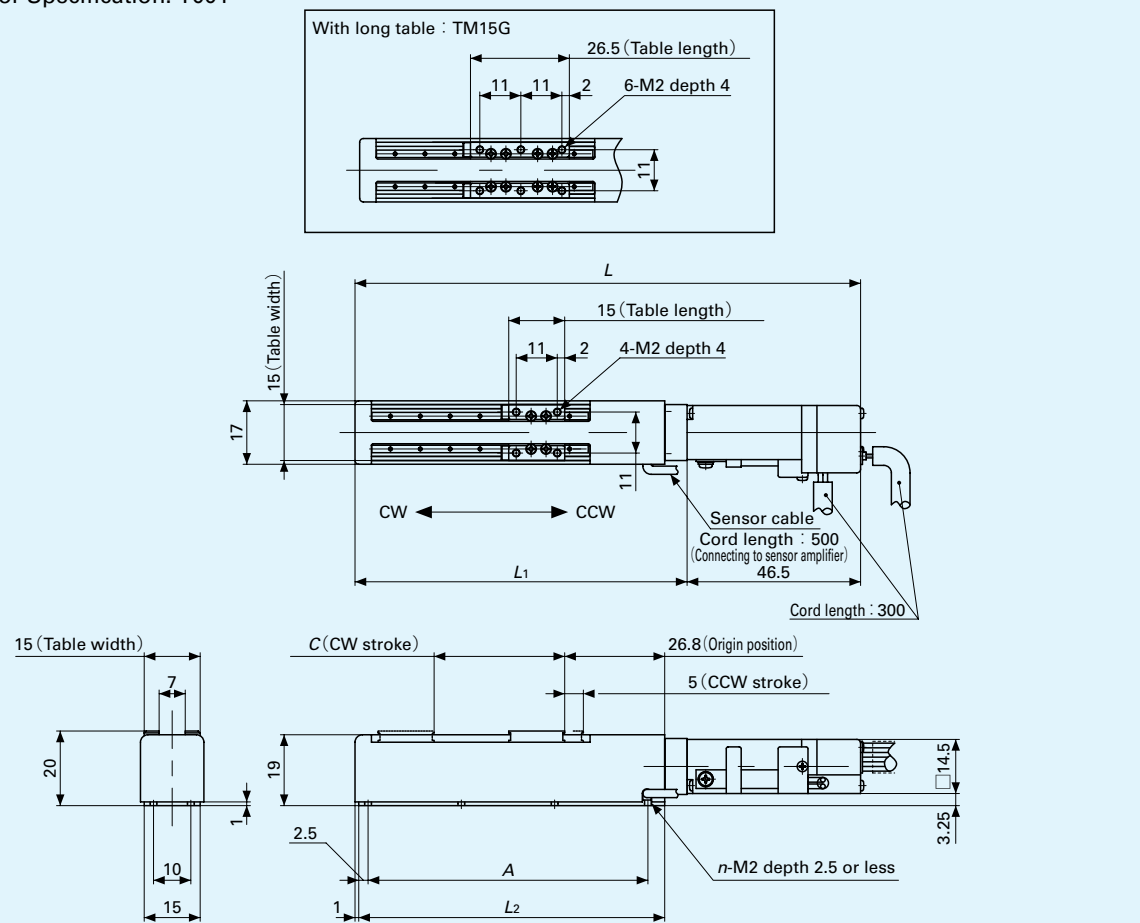 With long table : TM15G
26.5 (Table length)
11 11 2 6-M2 depth 4
11
L
15 (Table width)
15 (Table length)
11 2 4-M2 depth 4
17
11
CW CCW
Sensor cable
Cord length : 500
(Connecting to sensor amplifier)
L1 46.5
Cord length : 300
15 (Table width) C (CW stroke) 26.8 (Origin position)
7 5 (CCW stroke)
20 19 □14.5
1 3.25
2.5
10 A n-M2 depth 2.5 or less
15 1 L2